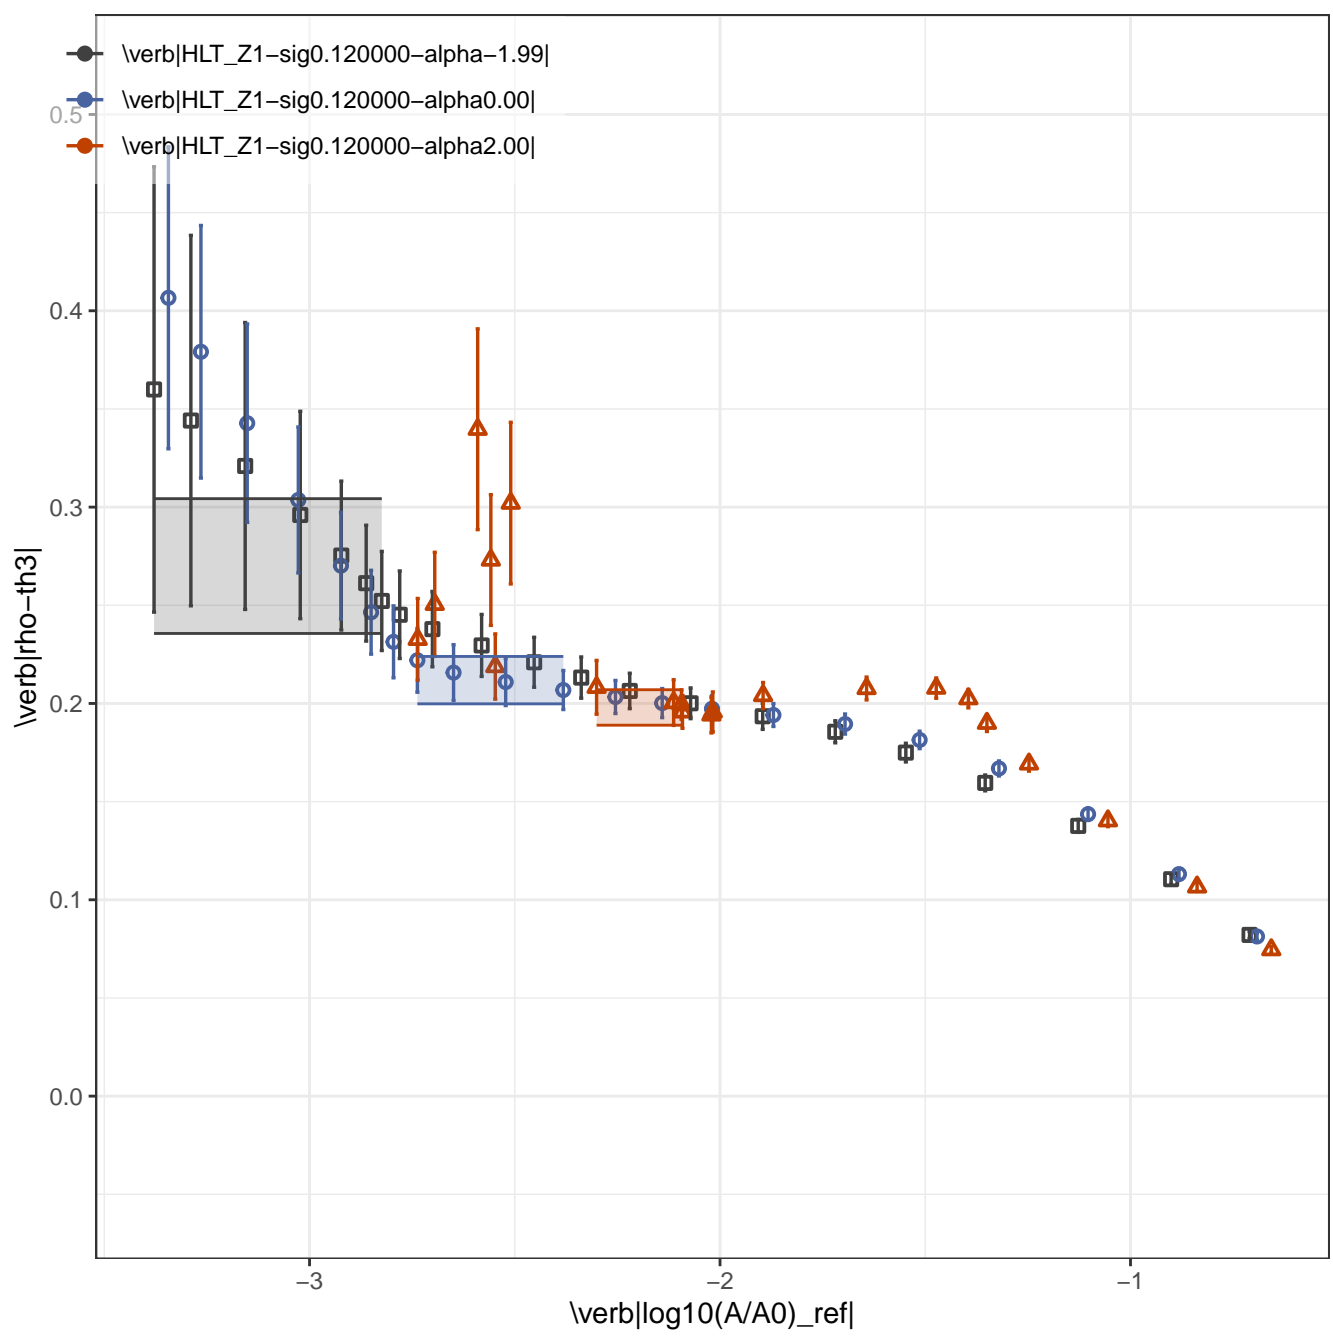 \verb|HLT_Z1−sig0.120000−alpha−1.99|
\verb|HLT_Z1−sig0.120000−alpha0.00|
\verb|HLT_Z1−sig0.120000−alpha2.00|
0.5
0.4
0.3
0.2
0.1
0.0
\verb|rho−th3|
−3
−2
−1
\verb|log10(A/A0)_ref|